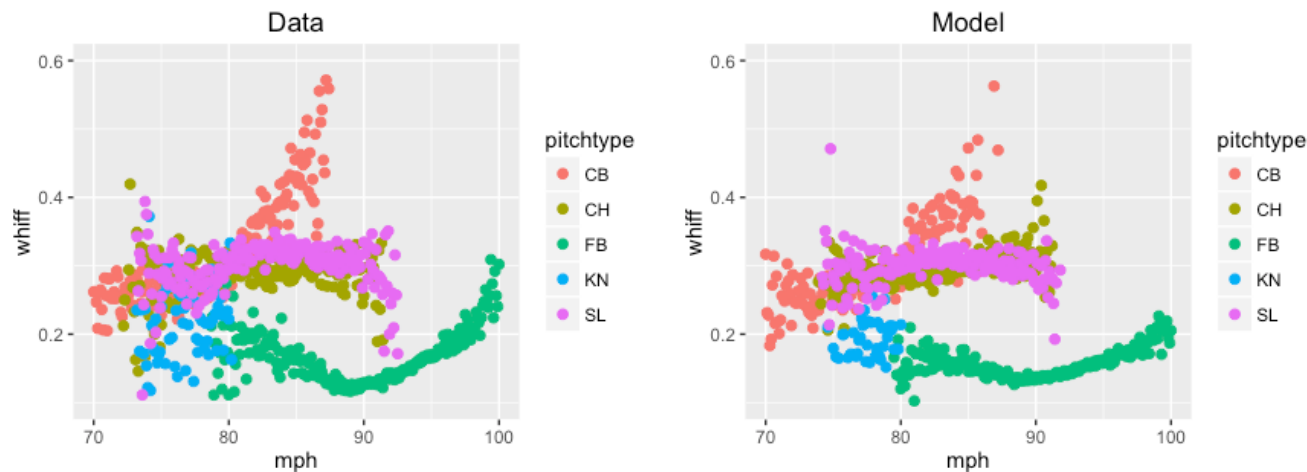 Data
0.6
0.4
0.2
whiff
70
80
90
100
mph
pitchtype
CB
CH
FB
KN
SL
Model
0.6
0.4
0.2
whiff
70
80
90
100
mph
pitchtype
CB
CH
FB
KN
SL